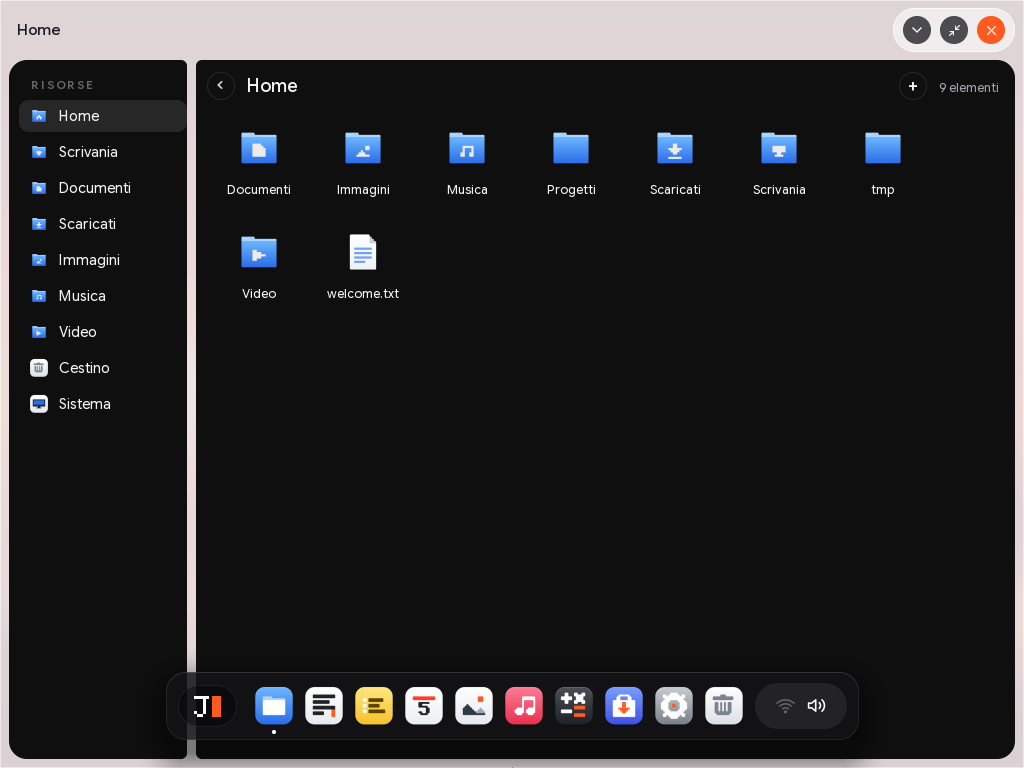 Home
RISORSE
Home
Scrivania
Documenti
Scaricati
Immagini
Musica
Video
Cestino
Sistema
Home
9 elementi
Documenti
Immagini
Musica
Progetti
Scaricati
Scrivania
tmp
Video
welcome.txt
J
5